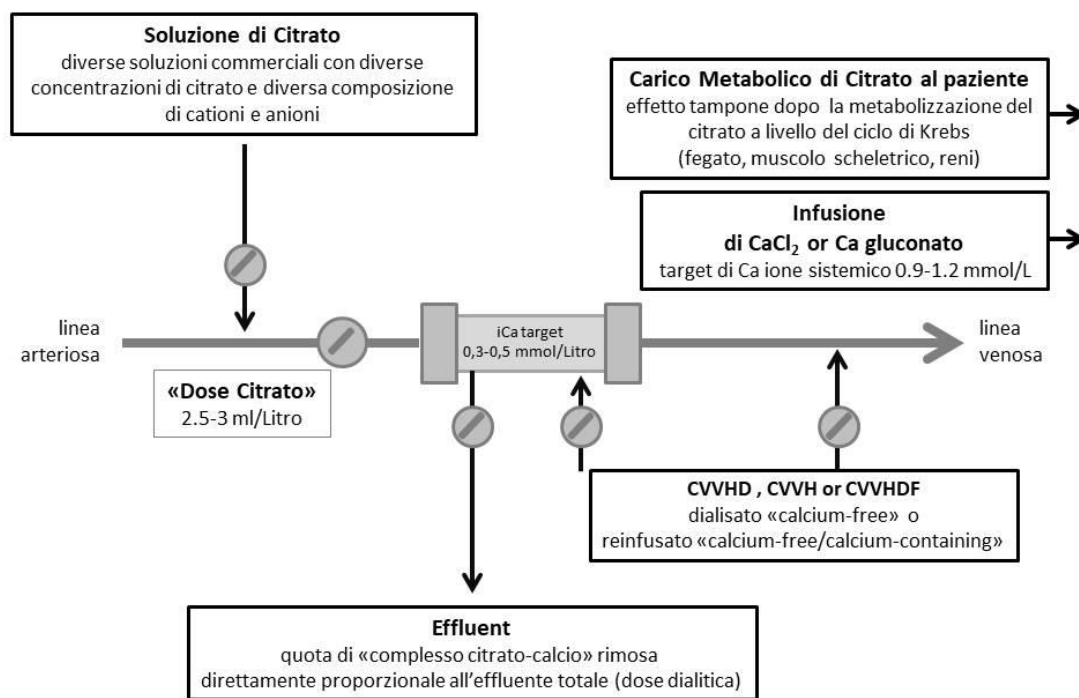 Soluzione di Citrato
diverse soluzioni commerciali con diverse
concentrazioni di citrato e diversa composizione
di cationi e anioni
Carico Metabolico di Citrato al paziente
effetto tampone dopo la metabolizzazione del
citrato a livello del ciclo di Krebs
(fegato, muscolo scheletrico, reni)
Infusione
di CaCl₂ or Ca gluconato
target di Ca ione sistemico 0.9-1.2 mmol/L
linea
arteriosa
iCa target
0,3-0,5 mmol/Litro
linea
venosa
«Dose Citrato»
2.5-3 ml/Litro
CVVHD , CVVH or CVVHDF
dialisato «calcium-free» o
reinfusato «calcium-free/calcium-containing»
Effluent
quota di «complesso citrato-calcio» rimosa
direttamente proporzionale all'effluente totale (dose dialitica)